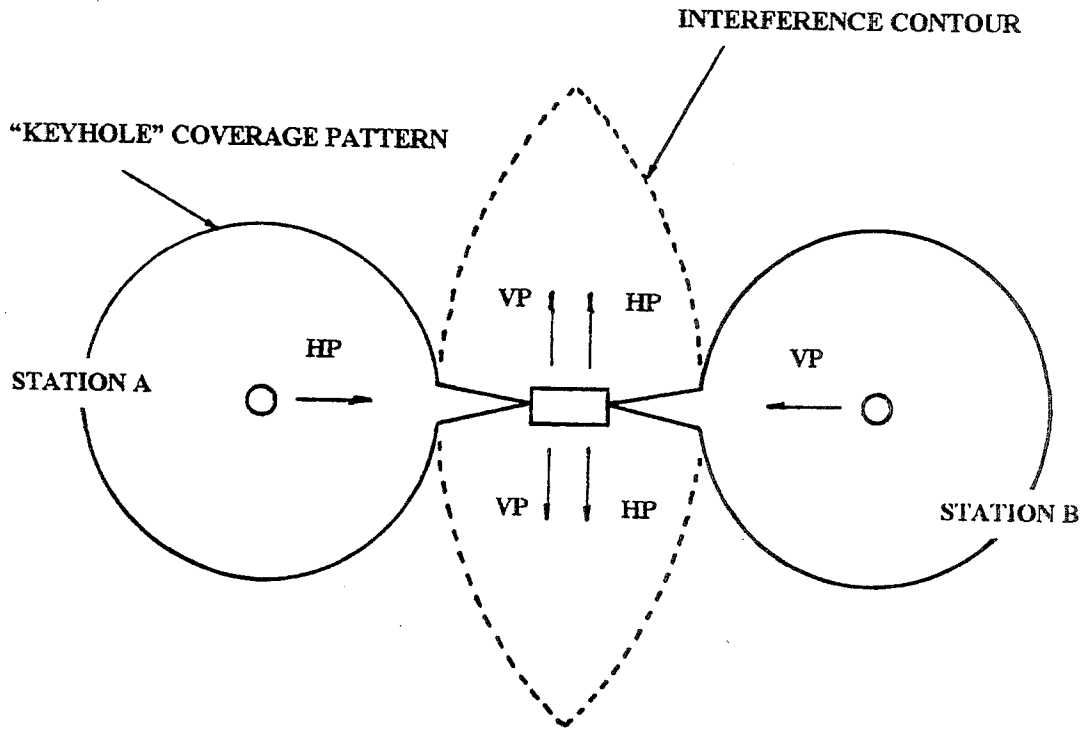 INTERFERENCE CONTOUR
“KEYHOLE” COVERAGE PATTERN
VP HP
HP
VP
STATION A
VP HP
STATION B